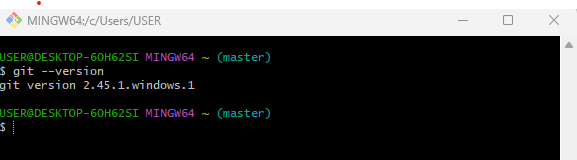 MINGW64:/c/Users/USER
USER@DESKTOP-6OH62SI MINGW64 ~ (master)
$ git --version
git version 2.45.1.windows.1
USER@DESKTOP-6OH62SI MINGW64 ~ (master)
$